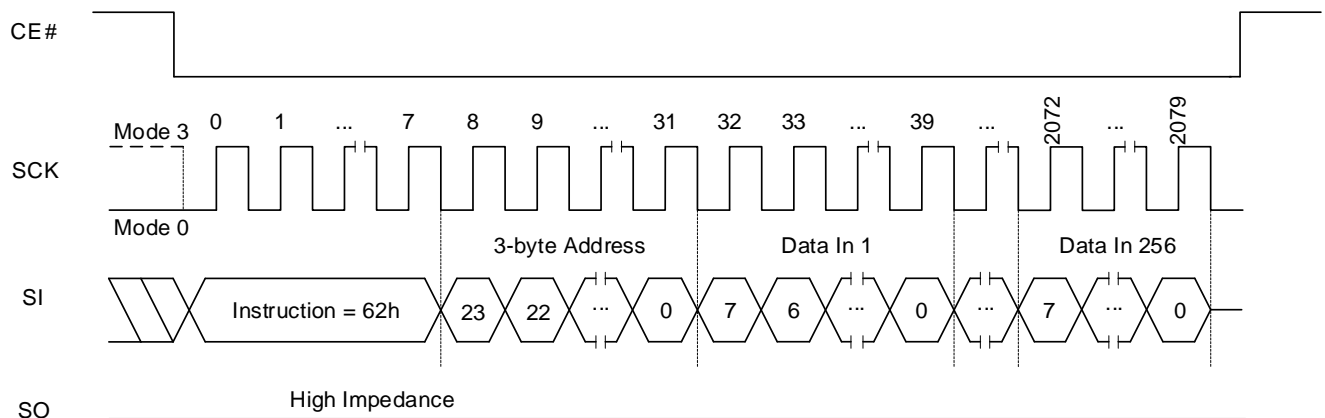 CE#
0 1 ... 7 8 9 ... 31 32 33 ... 39 ... 2072 ... 2079
Mode 3
SCK
Mode 0
3-byte Address Data In 1 Data In 256
SI Instruction = 62h 23 22 ... 0 7 6 ... 0 ... 7 ... 0
High Impedance
SO